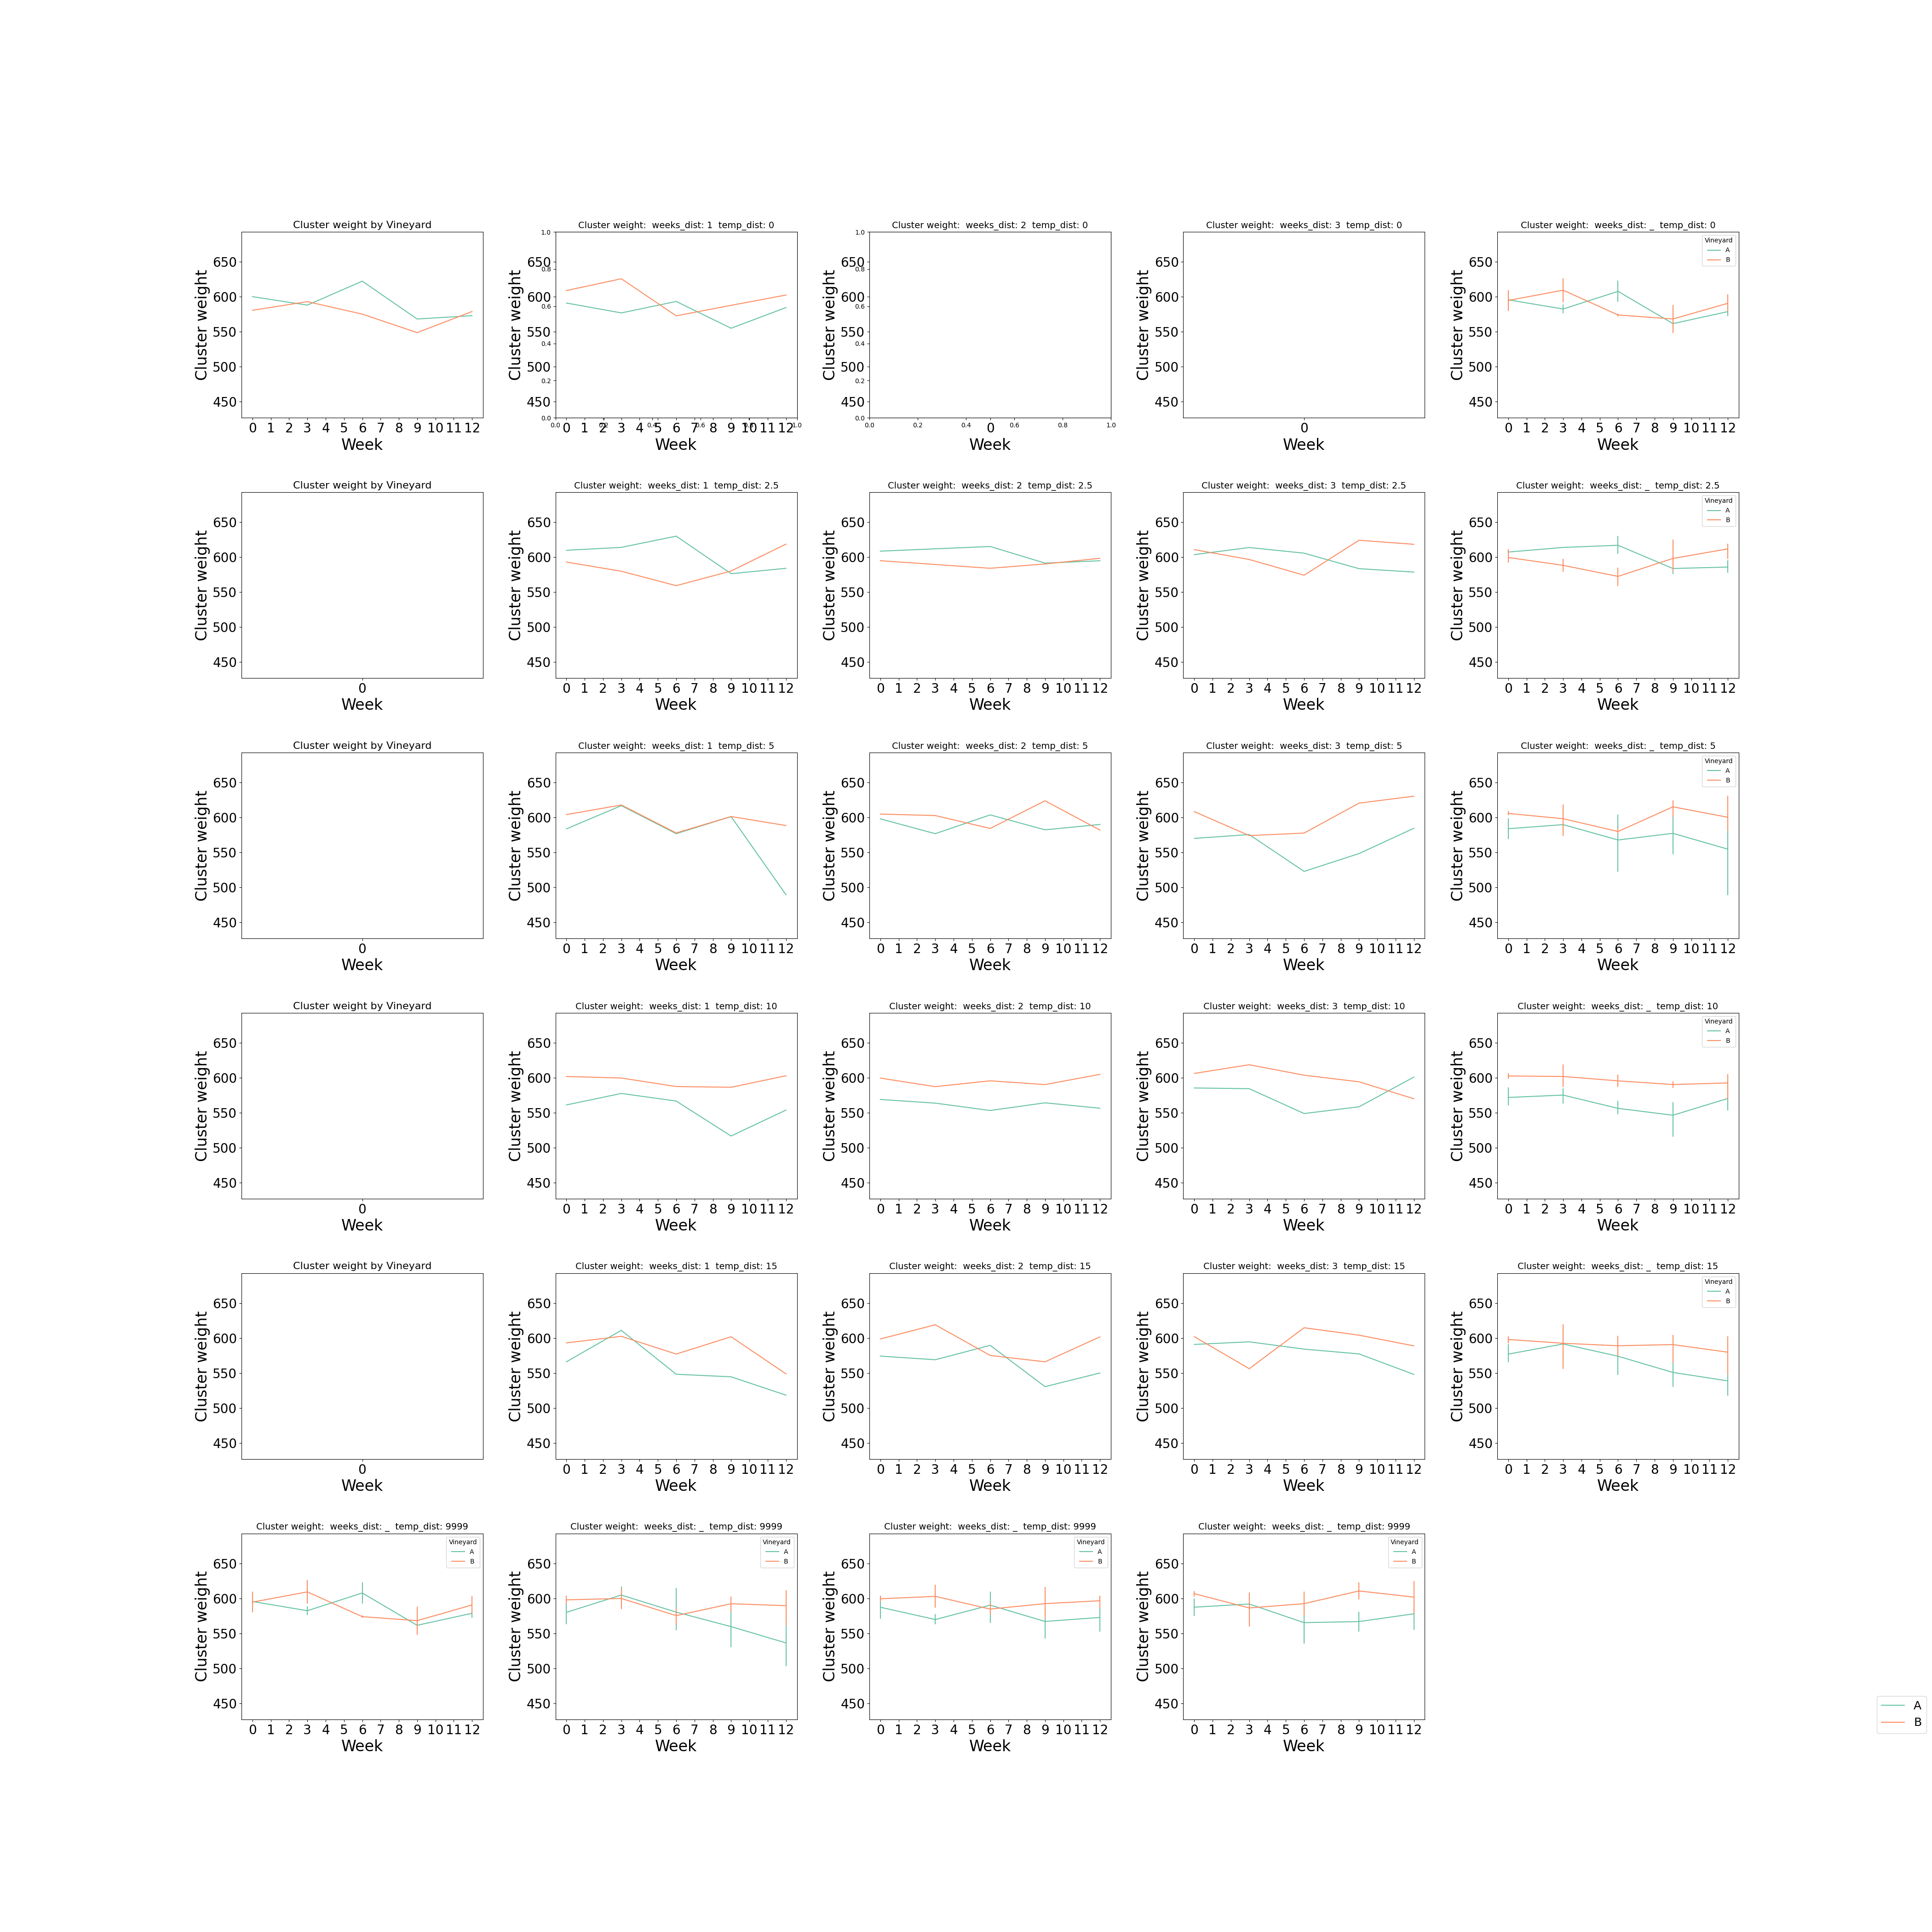 Cluster weight by Vineyard
Cluster weight
650
600
550
500
450
0 1 2 3 4 5 6 7 8 9 10 11 12
Week
Cluster weight: weeks_dist: 1 temp_dist: 0
Cluster weight
1.0
650
0.8
600
0.6
550
0.4
500
0.2
450
0.0
0 1 2 3 4 5 6 7 8 9 10 11 12
0.0 0.2 0.4 0.6 0.8 1.0
Week
Cluster weight: weeks_dist: 2 temp_dist: 0
Cluster weight
1.0
650
0.8
600
0.6
550
0.4
500
0.2
450
0.0
0.0 0.2 0.4 0 0.6 0.8 1.0
Week
Cluster weight: weeks_dist: 3 temp_dist: 0
Cluster weight
650
600
550
500
450
0
Week
Cluster weight: weeks_dist: _ temp_dist: 0
Vineyard
A
B
Cluster weight
650
600
550
500
450
0 1 2 3 4 5 6 7 8 9 10 11 12
Week
Cluster weight by Vineyard
Cluster weight
650
600
550
500
450
0
Week
Cluster weight: weeks_dist: 1 temp_dist: 2.5
Cluster weight
650
600
550
500
450
0 1 2 3 4 5 6 7 8 9 10 11 12
Week
Cluster weight: weeks_dist: 2 temp_dist: 2.5
Cluster weight
650
600
550
500
450
0 1 2 3 4 5 6 7 8 9 10 11 12
Week
Cluster weight: weeks_dist: 3 temp_dist: 2.5
Cluster weight
650
600
550
500
450
0 1 2 3 4 5 6 7 8 9 10 11 12
Week
Cluster weight: weeks_dist: _ temp_dist: 2.5
Vineyard
A
B
Cluster weight
650
600
550
500
450
0 1 2 3 4 5 6 7 8 9 10 11 12
Week
Cluster weight by Vineyard
Cluster weight
650
600
550
500
450
0
Week
Cluster weight: weeks_dist: 1 temp_dist: 5
Cluster weight
650
600
550
500
450
0 1 2 3 4 5 6 7 8 9 10 11 12
Week
Cluster weight: weeks_dist: 2 temp_dist: 5
Cluster weight
650
600
550
500
450
0 1 2 3 4 5 6 7 8 9 10 11 12
Week
Cluster weight: weeks_dist: 3 temp_dist: 5
Cluster weight
650
600
550
500
450
0 1 2 3 4 5 6 7 8 9 10 11 12
Week
Cluster weight: weeks_dist: _ temp_dist: 5
Vineyard
A
B
Cluster weight
650
600
550
500
450
0 1 2 3 4 5 6 7 8 9 10 11 12
Week
Cluster weight by Vineyard
Cluster weight
650
600
550
500
450
0
Week
Cluster weight: weeks_dist: 1 temp_dist: 10
Cluster weight
650
600
550
500
450
0 1 2 3 4 5 6 7 8 9 10 11 12
Week
Cluster weight: weeks_dist: 2 temp_dist: 10
Cluster weight
650
600
550
500
450
0 1 2 3 4 5 6 7 8 9 10 11 12
Week
Cluster weight: weeks_dist: 3 temp_dist: 10
Cluster weight
650
600
550
500
450
0 1 2 3 4 5 6 7 8 9 10 11 12
Week
Cluster weight: weeks_dist: _ temp_dist: 10
Vineyard
A
B
Cluster weight
650
600
550
500
450
0 1 2 3 4 5 6 7 8 9 10 11 12
Week
Cluster weight by Vineyard
Cluster weight
650
600
550
500
450
0
Week
Cluster weight: weeks_dist: 1 temp_dist: 15
Cluster weight
650
600
550
500
450
0 1 2 3 4 5 6 7 8 9 10 11 12
Week
Cluster weight: weeks_dist: 2 temp_dist: 15
Cluster weight
650
600
550
500
450
0 1 2 3 4 5 6 7 8 9 10 11 12
Week
Cluster weight: weeks_dist: 3 temp_dist: 15
Cluster weight
650
600
550
500
450
0 1 2 3 4 5 6 7 8 9 10 11 12
Week
Cluster weight: weeks_dist: _ temp_dist: 15
Vineyard
A
B
Cluster weight
650
600
550
500
450
0 1 2 3 4 5 6 7 8 9 10 11 12
Week
Cluster weight: weeks_dist: _ temp_dist: 9999
Vineyard
A
B
Cluster weight
650
600
550
500
450
0 1 2 3 4 5 6 7 8 9 10 11 12
Week
Cluster weight: weeks_dist: _ temp_dist: 9999
Vineyard
A
B
Cluster weight
650
600
550
500
450
0 1 2 3 4 5 6 7 8 9 10 11 12
Week
Cluster weight: weeks_dist: _ temp_dist: 9999
Vineyard
A
B
Cluster weight
650
600
550
500
450
0 1 2 3 4 5 6 7 8 9 10 11 12
Week
Cluster weight: weeks_dist: _ temp_dist: 9999
Vineyard
A
B
Cluster weight
650
600
550
500
450
0 1 2 3 4 5 6 7 8 9 10 11 12
Week
A
B